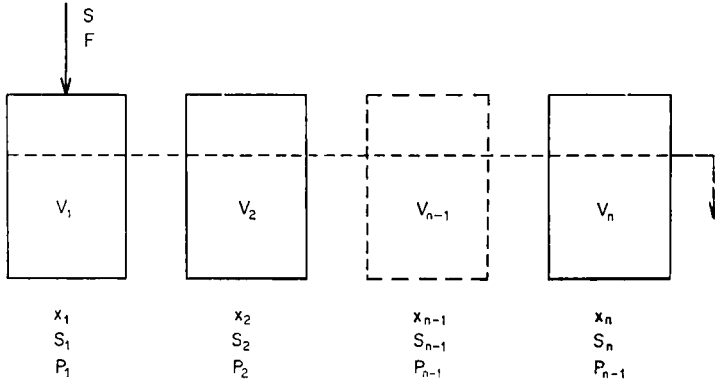 S
F
V₁ V₂ Vₙ₋₁ Vₙ
x₁ x₂ xₙ₋₁ xₙ
S₁ S₂ Sₙ₋₁ Sₙ
P₁ P₂ Pₙ₋₁ Pₙ₋₁